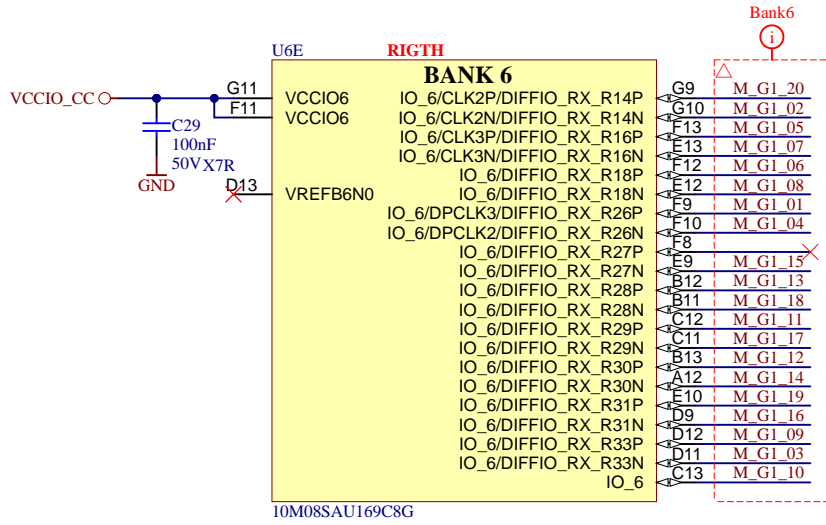 Bank6
i
U6E RIGTH
BANK 6
VCCIO_CC
G11 VCCIO6
F11 VCCIO6
C29
100nF
50V X7R
GND
D13 VREFB6N0
IO_6/CLK2P/DIFFIO_RX_R14P G9 M_G1_20
IO_6/CLK2N/DIFFIO_RX_R14N G10 M_G1_02
IO_6/CLK3P/DIFFIO_RX_R16P F13 M_G1_05
IO_6/CLK3N/DIFFIO_RX_R16N E13 M_G1_07
IO_6/DIFFIO_RX_R18P F12 M_G1_06
IO_6/DIFFIO_RX_R18N E12 M_G1_08
IO_6/DPCLK3/DIFFIO_RX_R26P F9 M_G1_01
IO_6/DPCLK2/DIFFIO_RX_R26N F10 M_G1_04
IO_6/DIFFIO_RX_R27P F8
IO_6/DIFFIO_RX_R27N E9 M_G1_15
IO_6/DIFFIO_RX_R28P B12 M_G1_13
IO_6/DIFFIO_RX_R28N B11 M_G1_18
IO_6/DIFFIO_RX_R29P C12 M_G1_11
IO_6/DIFFIO_RX_R29N C11 M_G1_17
IO_6/DIFFIO_RX_R30P B13 M_G1_12
IO_6/DIFFIO_RX_R30N A12 M_G1_14
IO_6/DIFFIO_RX_R31P E10 M_G1_19
IO_6/DIFFIO_RX_R31N D9 M_G1_16
IO_6/DIFFIO_RX_R33P D12 M_G1_09
IO_6/DIFFIO_RX_R33N D11 M_G1_03
IO_6 C13 M_G1_10
10M08SAU169C8G